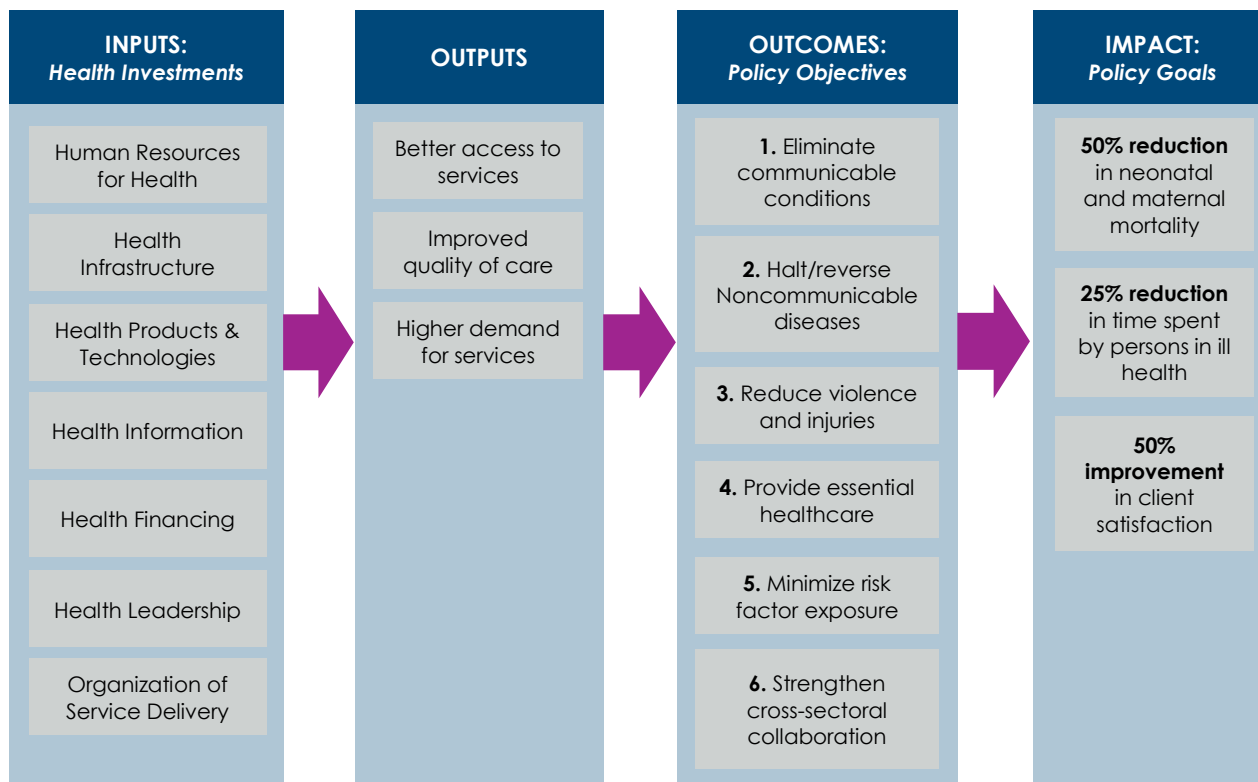 INPUTS:
Health Investments
Human Resources
for Health
Health
Infrastructure
Health Products &
Technologies
Health Information
Health Financing
Health Leadership
Organization of
Service Delivery
OUTPUTS
Better access to
services
Improved
quality of care
Higher demand
for services
OUTCOMES:
Policy Objectives
1. Eliminate
communicable
conditions
2. Halt/reverse
Noncommunicable
diseases
3. Reduce violence
and injuries
4. Provide essential
healthcare
5. Minimize risk
factor exposure
6. Strengthen
cross-sectoral
collaboration
IMPACT:
Policy Goals
50% reduction
in neonatal
and maternal
mortality
25% reduction
in time spent
by persons in ill
health
50%
improvement
in client
satisfaction